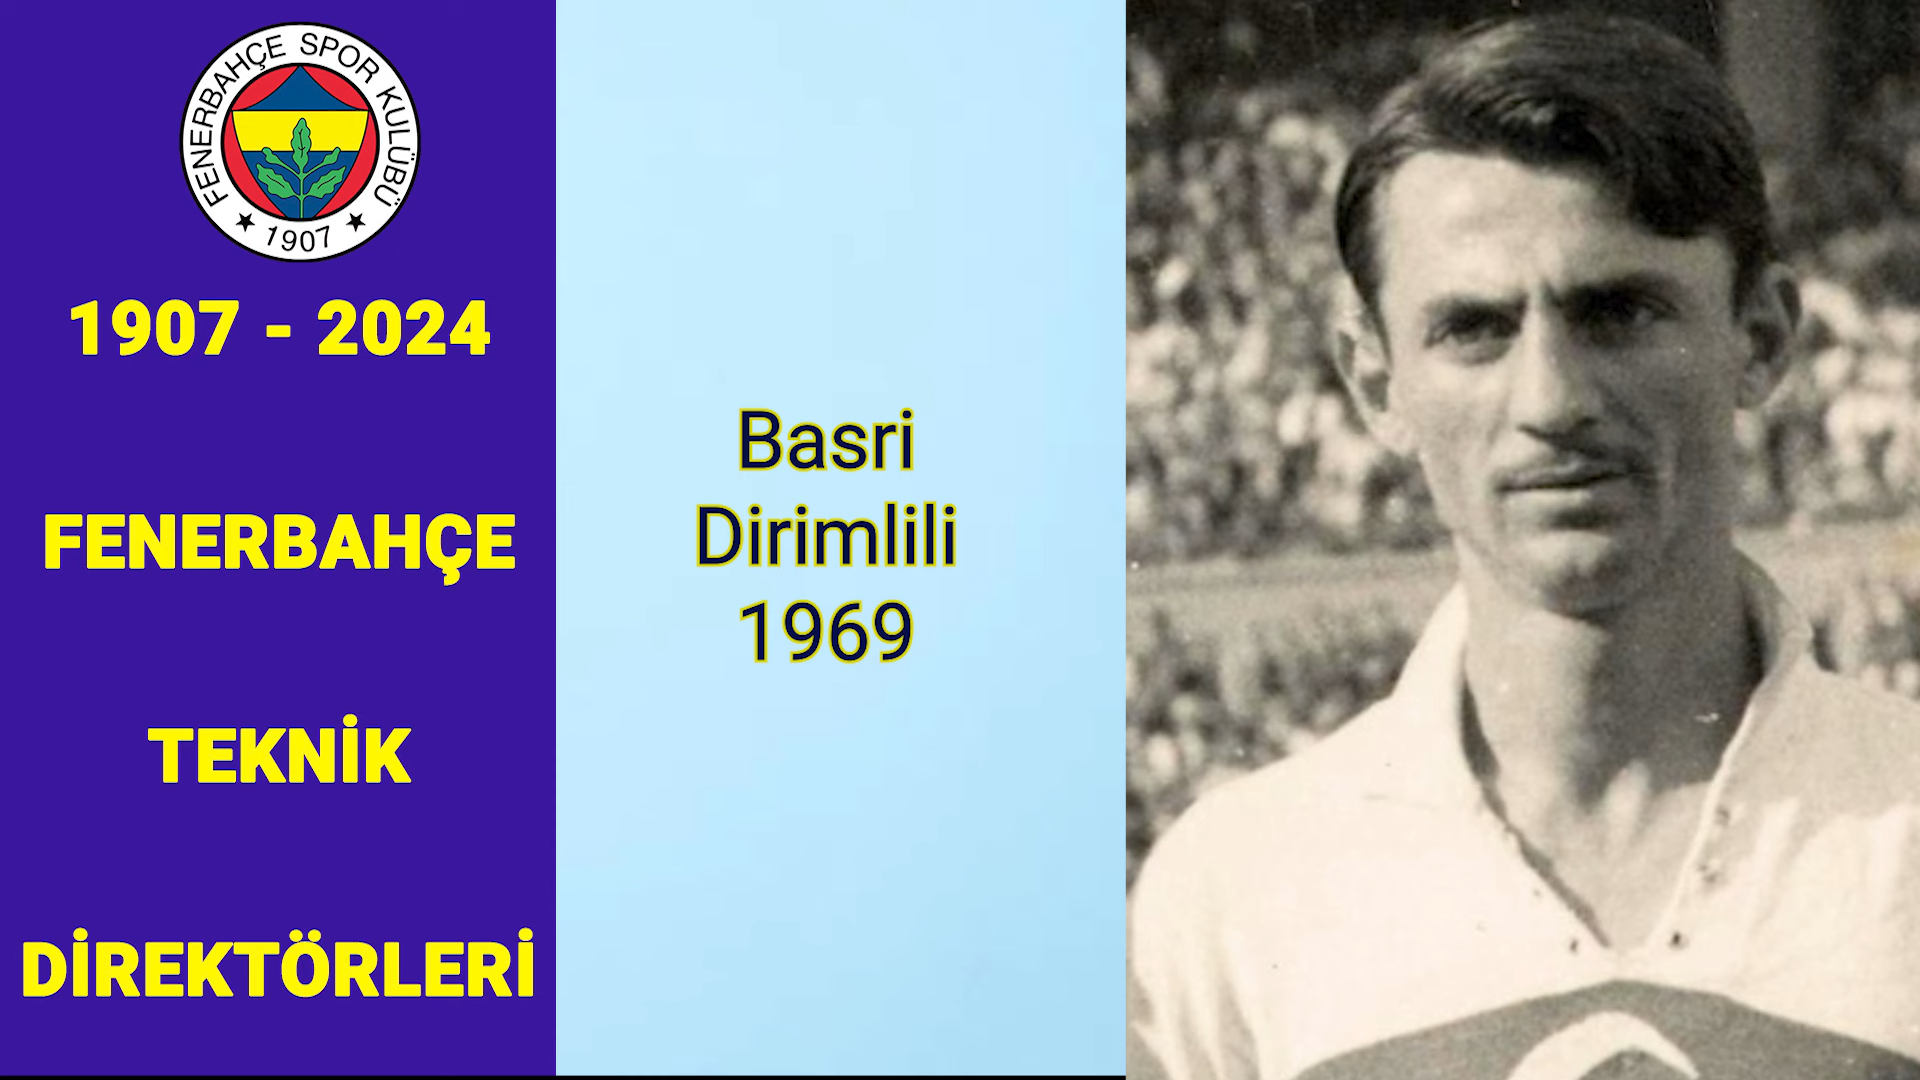 FENERBAHÇE SPOR KULÜBÜ
1907
1907 - 2024
FENERBAHÇE
TEKNİK
DİREKTÖRLERİ
Basri
Dirimlili
1969